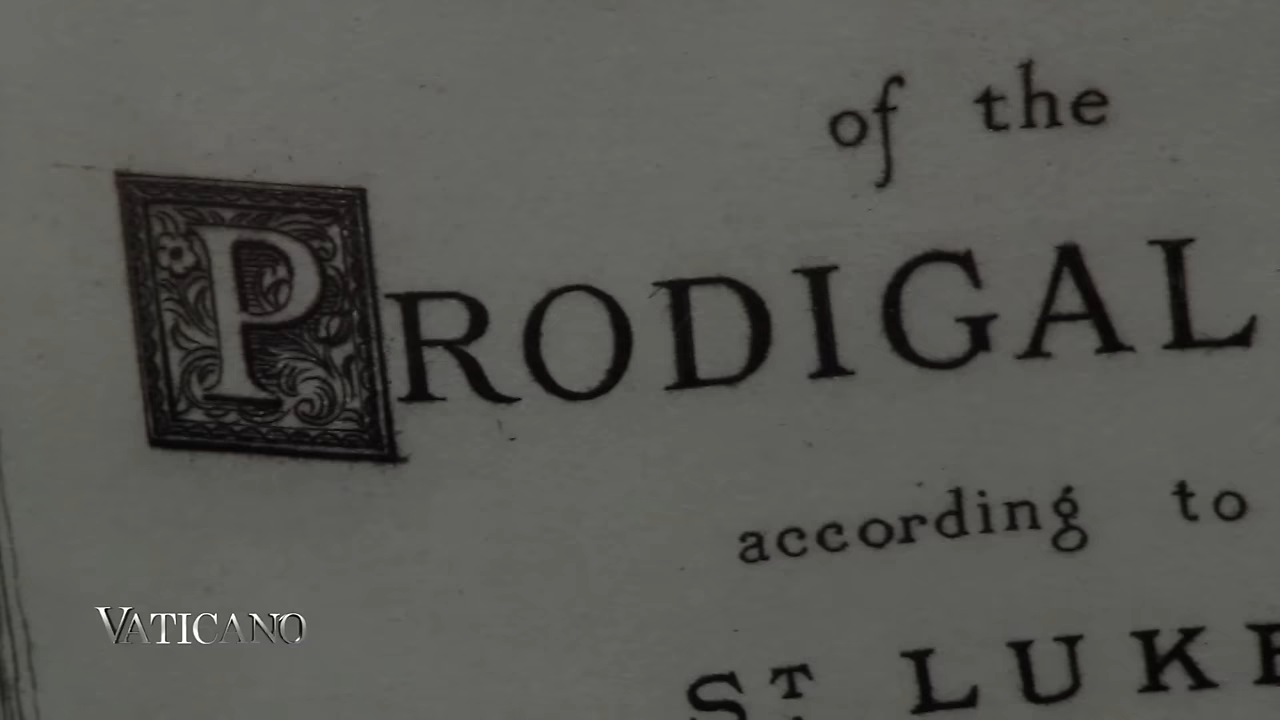 of the
PRODIGAL
according to
ST LUKE
VATICANO